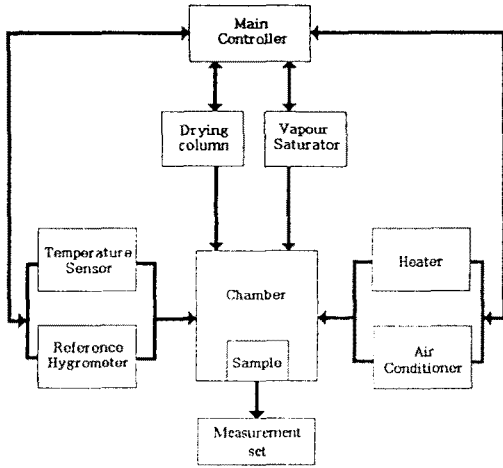 Main
Controller
Drying
column
Vapour
Saturator
Temperature
Sensor
Reference
Hygrometer
Chamber
Sample
Heater
Air
Conditioner
Measurement
set